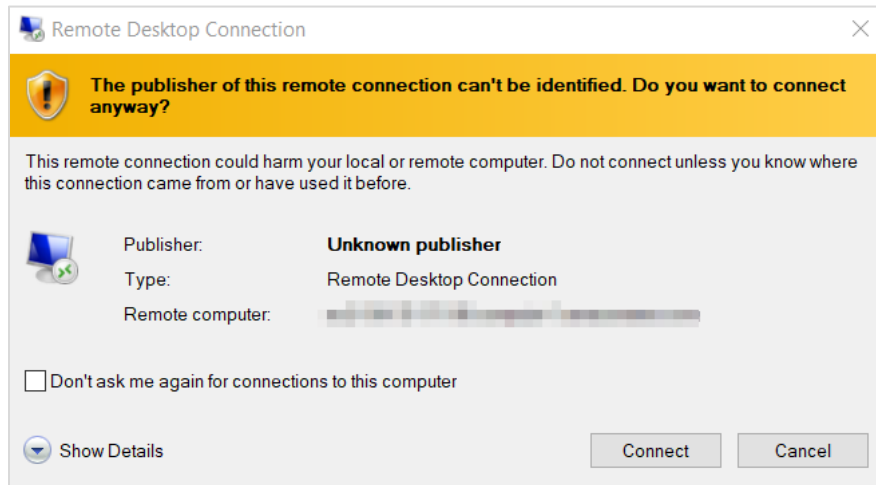 Remote Desktop Connection
The publisher of this remote connection can't be identified. Do you want to connect
anyway?
This remote connection could harm your local or remote computer. Do not connect unless you know where
this connection came from or have used it before.
Publisher: Unknown publisher
Type: Remote Desktop Connection
Remote computer:
Don't ask me again for connections to this computer
Show Details Connect Cancel